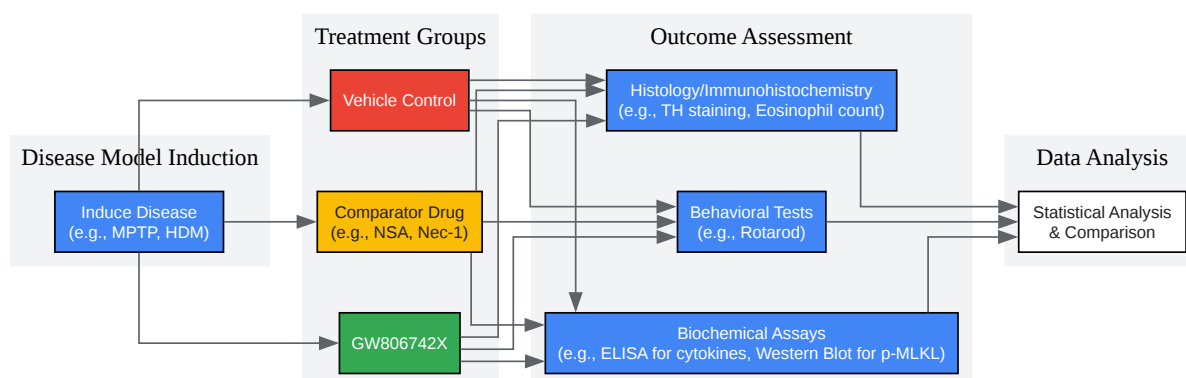 Disease Model Induction
Induce Disease
(e.g., MPTP, HDM)
Treatment Groups
Vehicle Control
Comparator Drug
(e.g., NSA, Nec-1)
GW806742X
Outcome Assessment
Histology/Immunohistochemistry
(e.g., TH staining, Eosinophil count)
Behavioral Tests
(e.g., Rotarod)
Biochemical Assays
(e.g., ELISA for cytokines, Western Blot for p-MLKL)
Data Analysis
Statistical Analysis
& Comparison